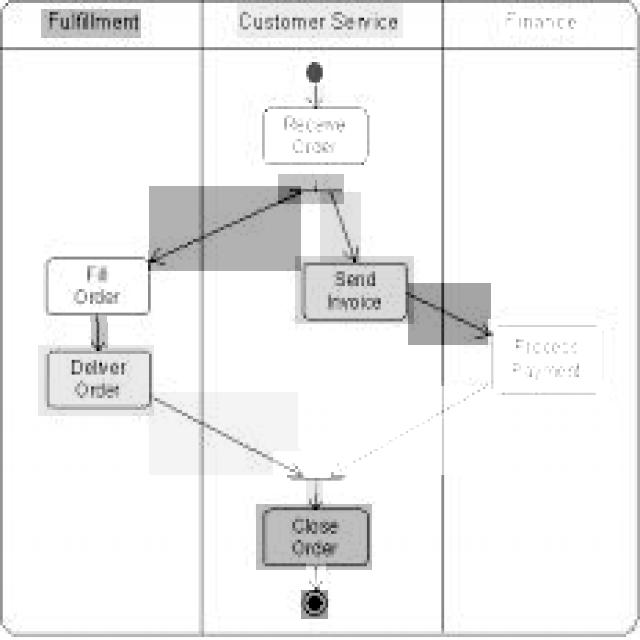 Fulfillment
Customer Service
Finance
Receive
Order
Fill
Order
Send
Invoice
Deliver
Order
Process
Payment
Close
Order